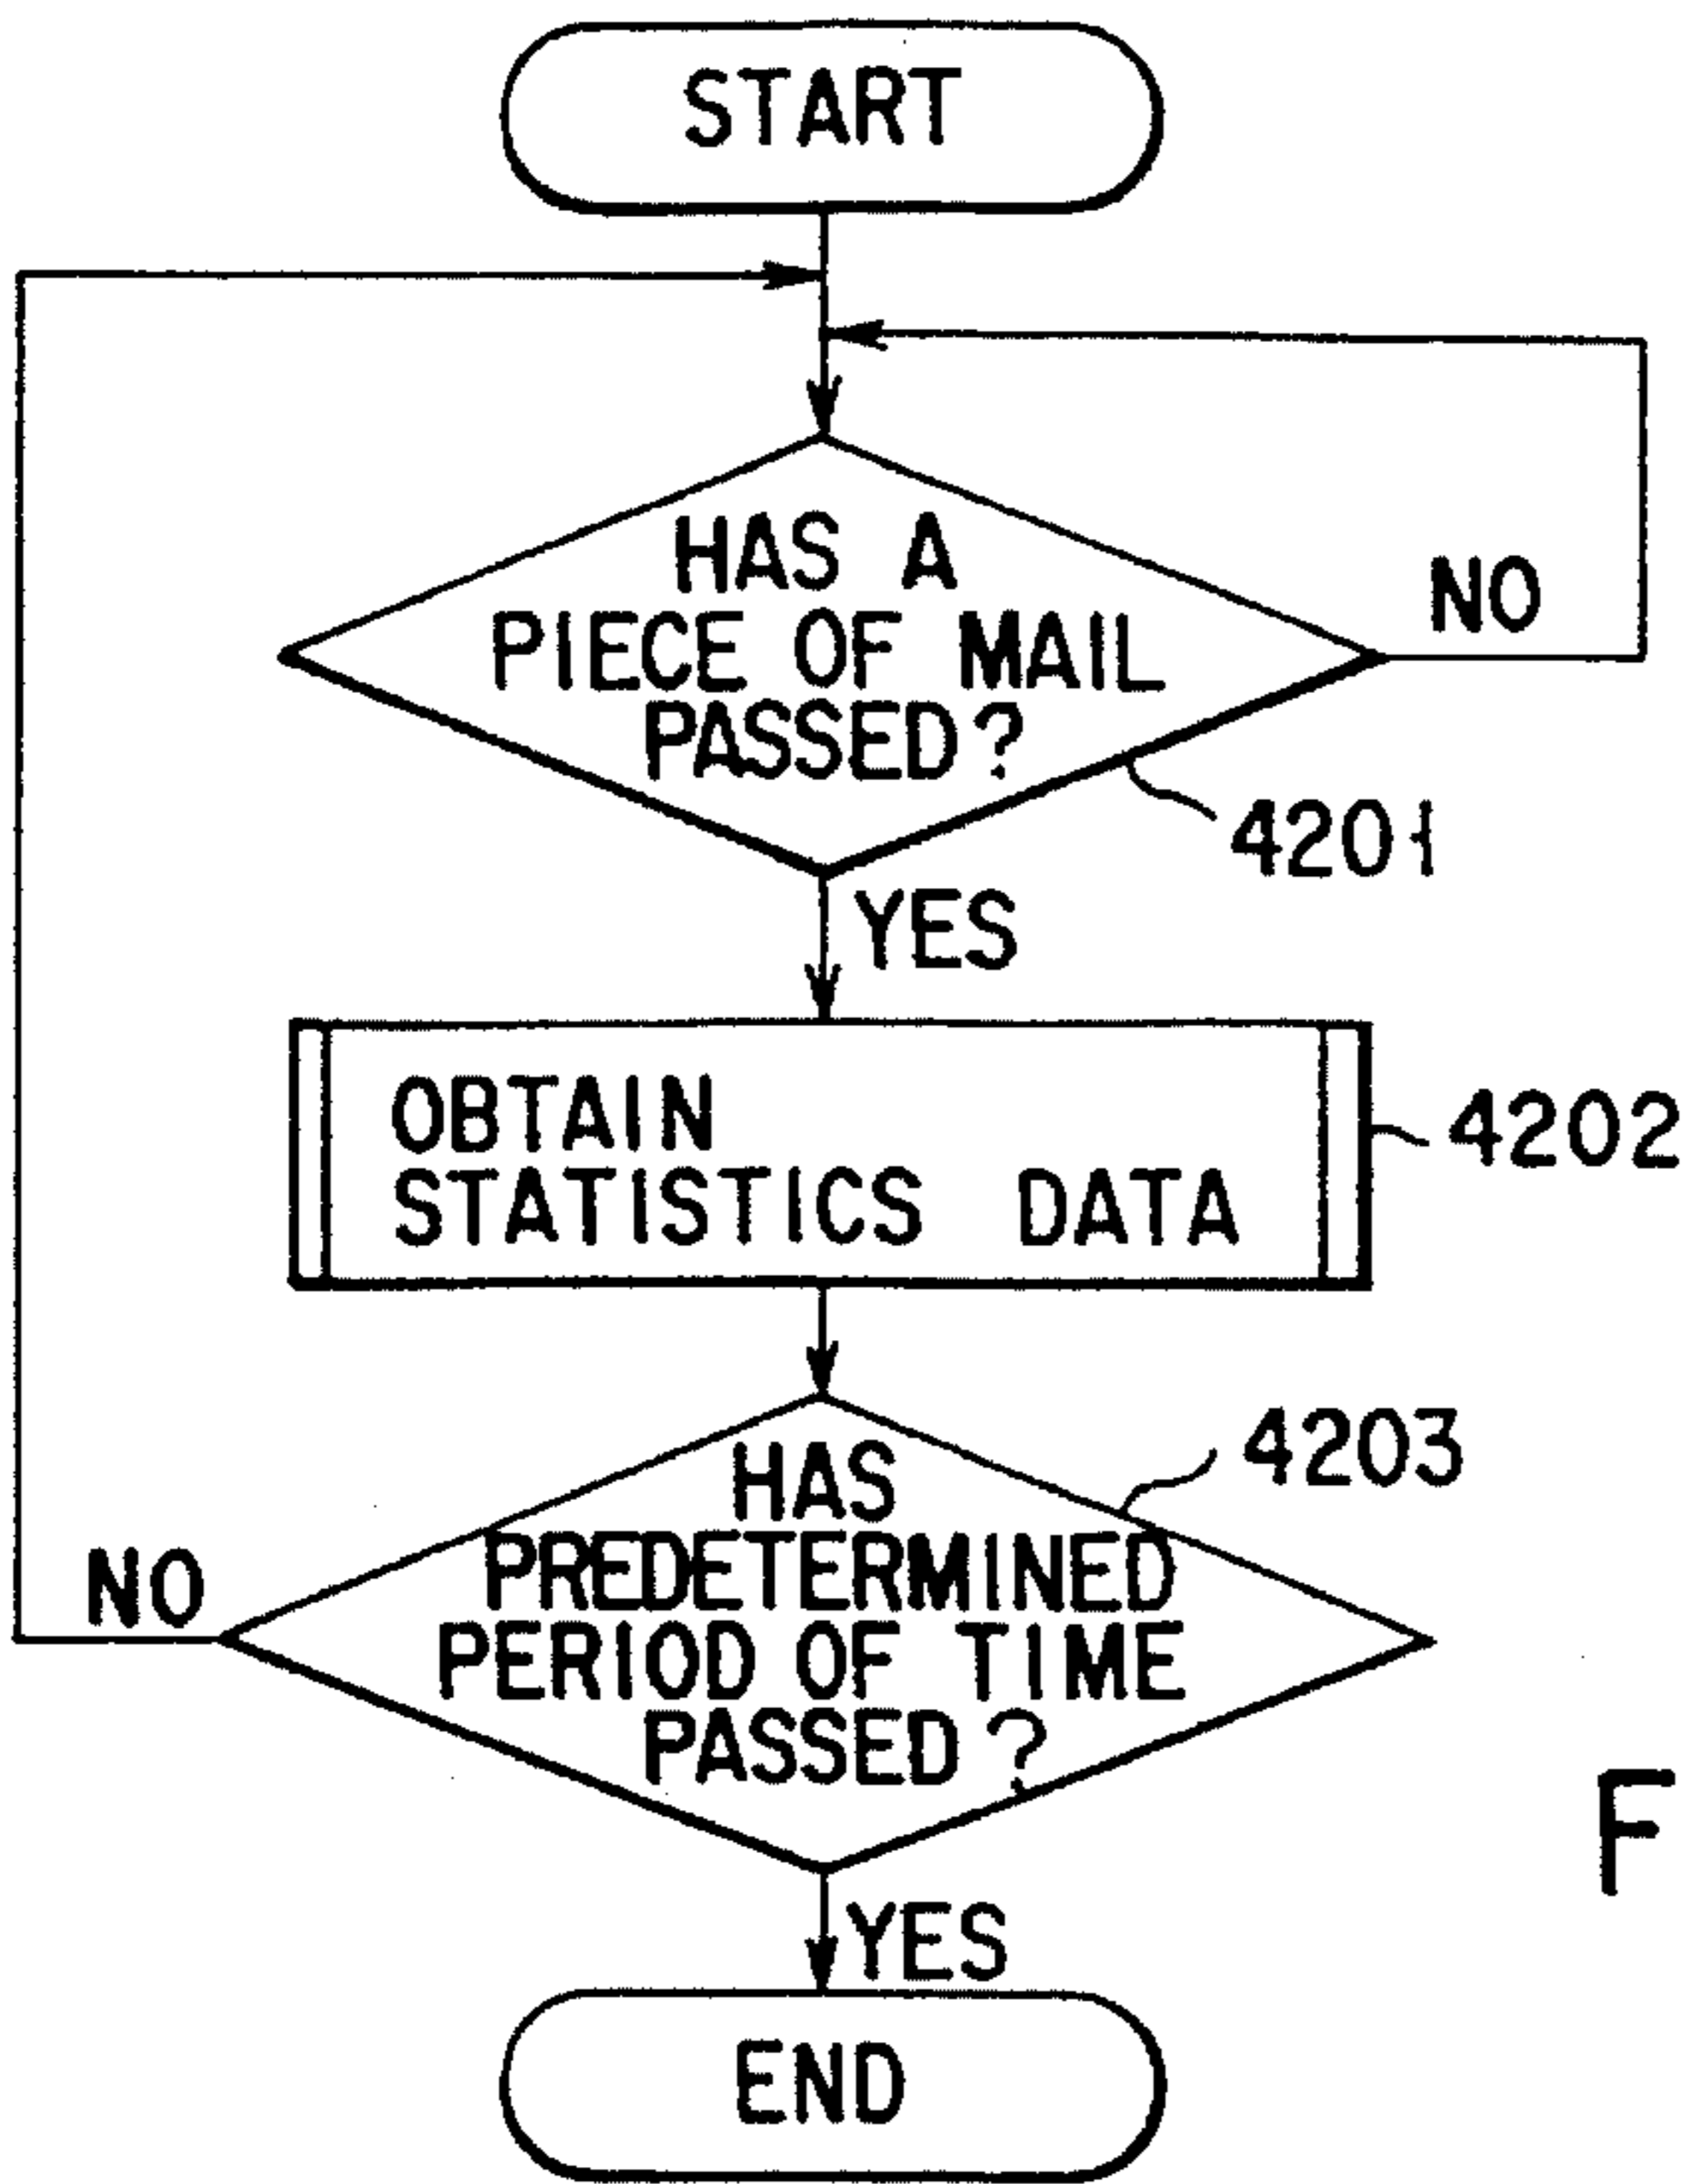 START
HAS A
PIECE OF MAIL
PASSED?
NO
4201
YES
OBTAIN
STATISTICS DATA
4202
HAS
PREDETERMINED
PERIOD OF TIME
PASSED?
4203
NO
YES
END
F